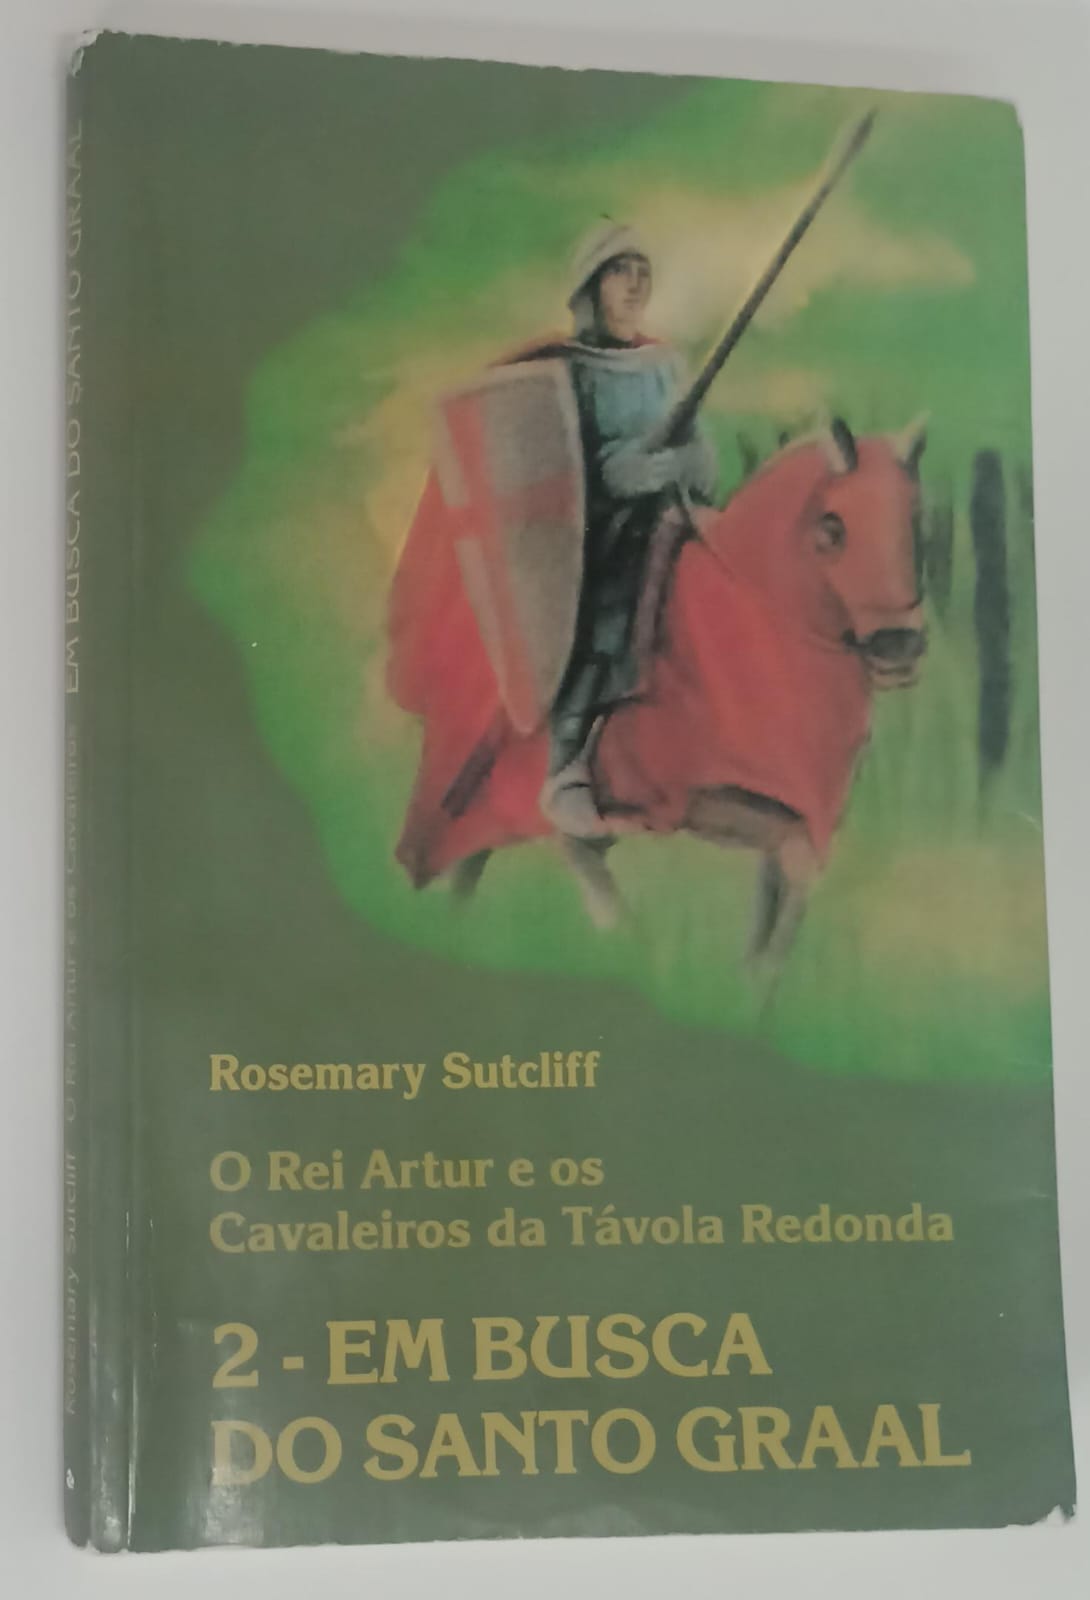 Rosemary Sutcliff
O Rei Artur e os
Cavaleiros da Távola Redonda
2 - EM BUSCA
DO SANTO GRAAL
Rosemary Sutcliff O Rei Artur e os Cavaleiros EM BUSCA DO SANTO GRAAL